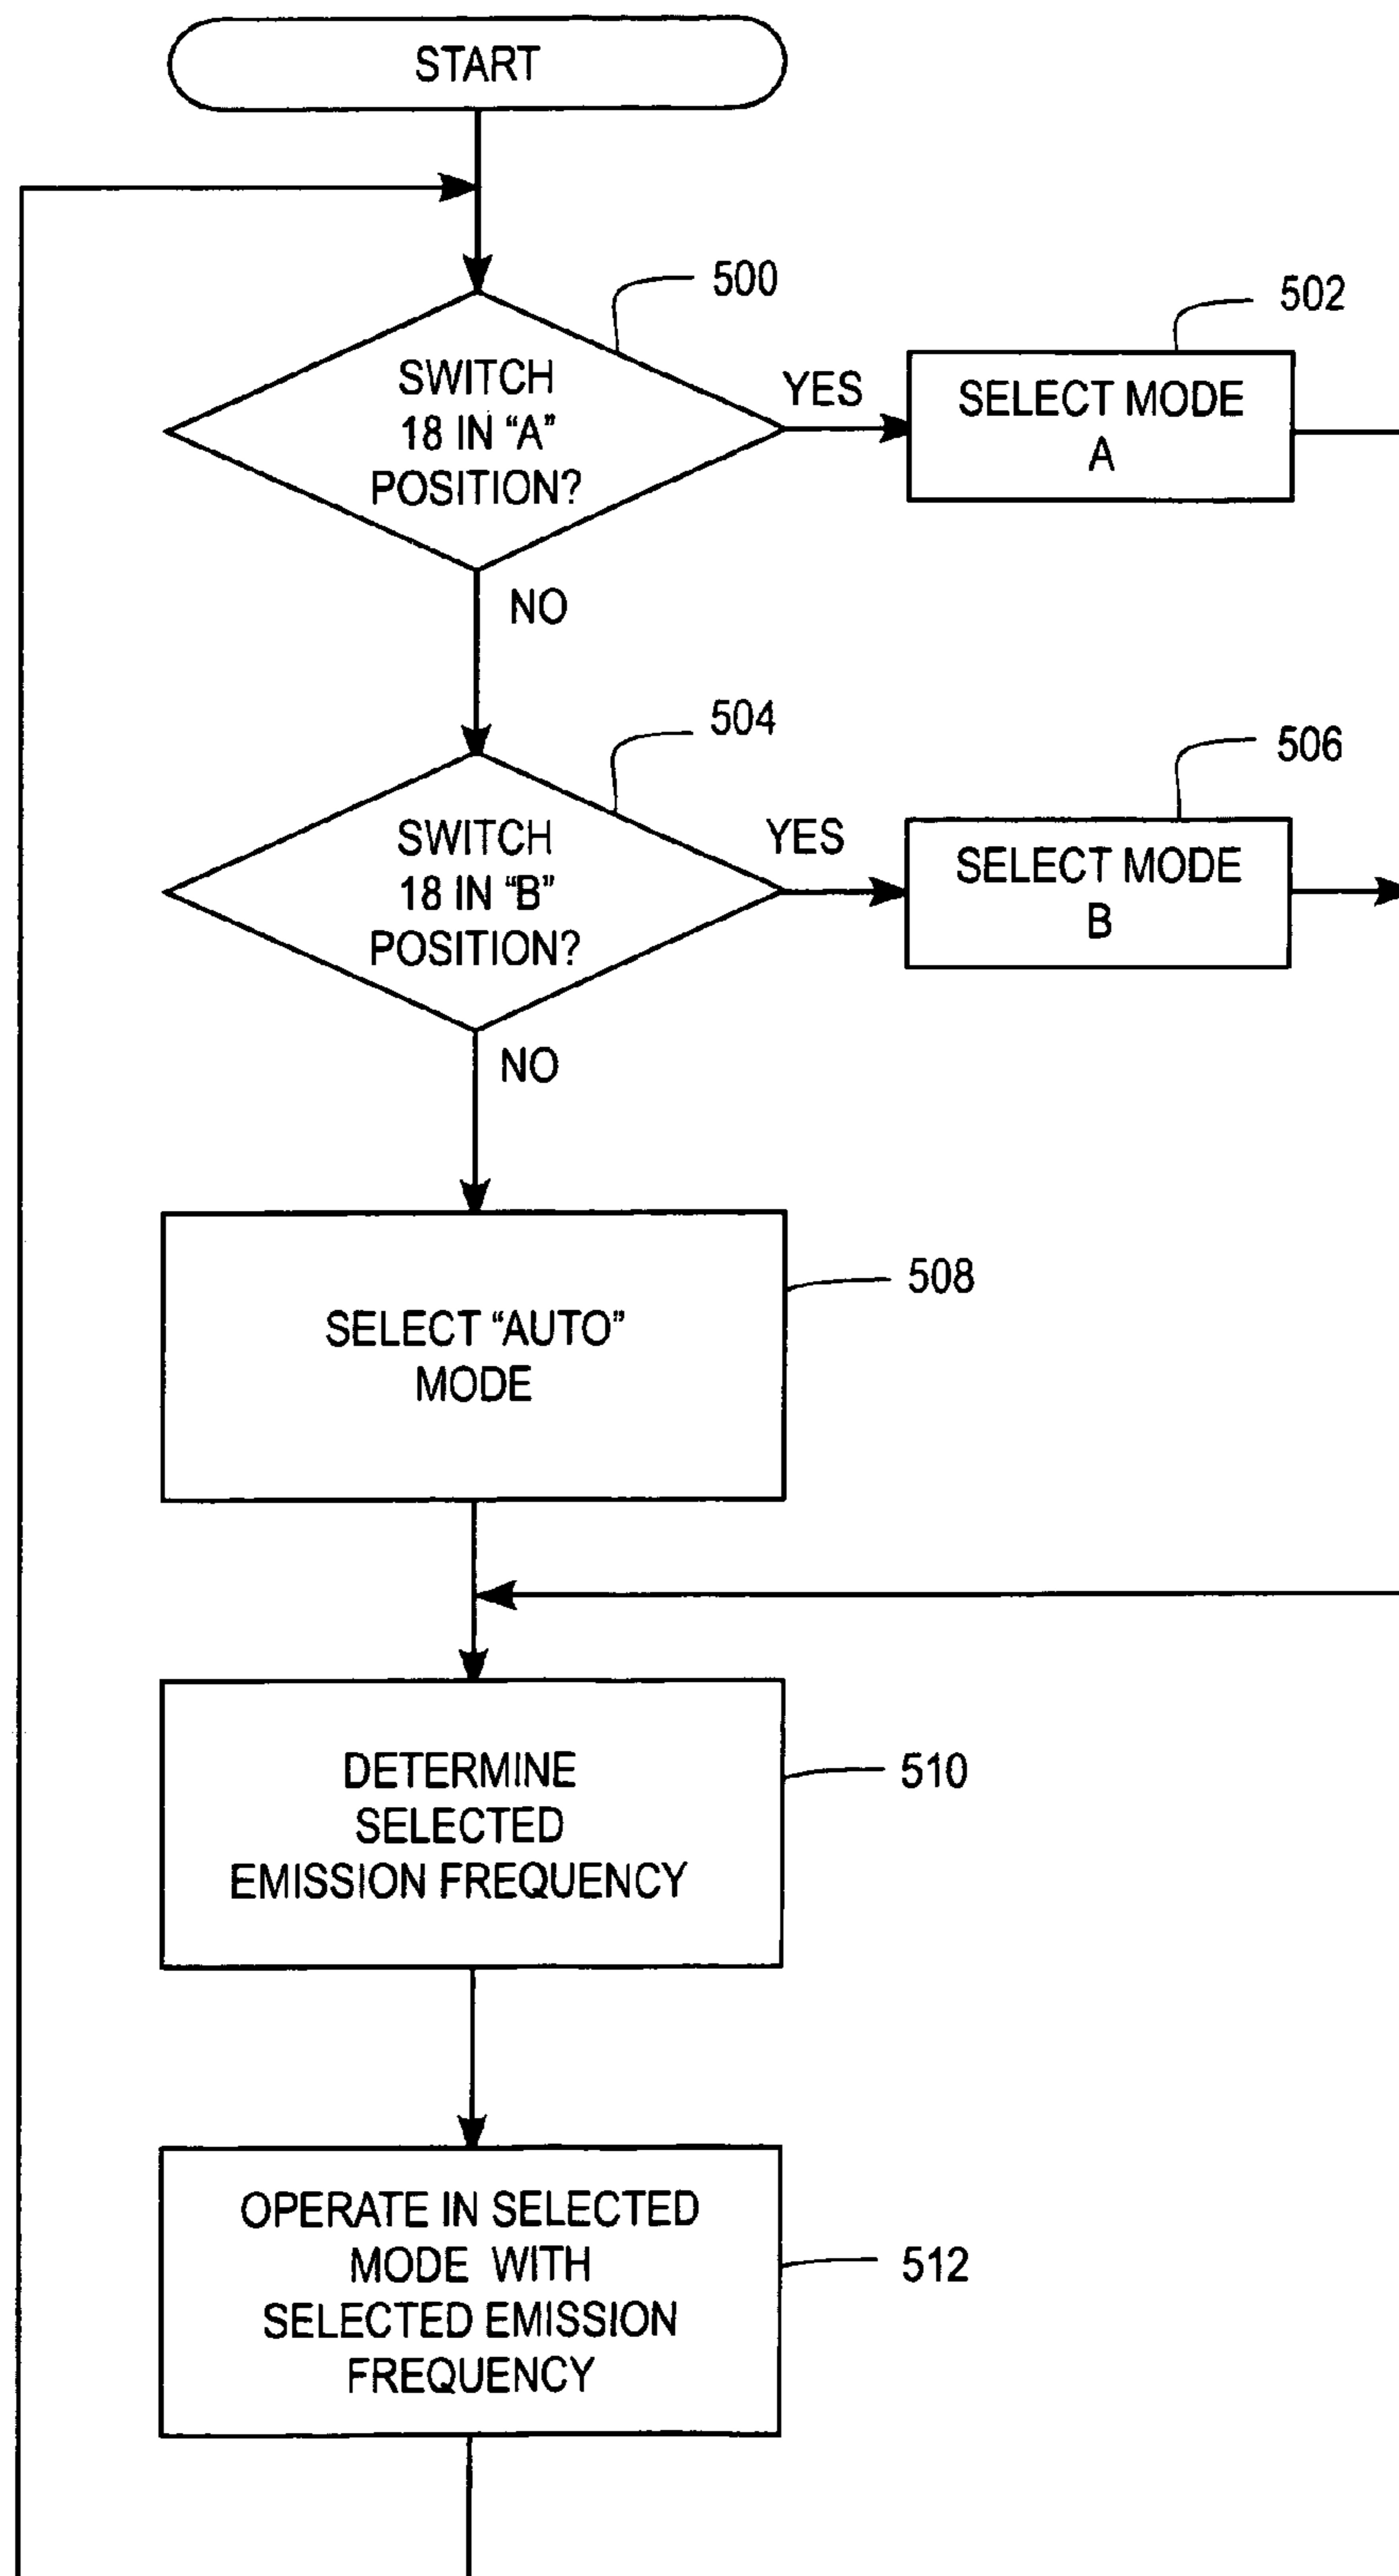 START
500
502
SWITCH
18 IN “A”
POSITION?
YES
SELECT MODE
A
NO
504
506
SWITCH
18 IN “B”
POSITION?
YES
SELECT MODE
B
NO
508
SELECT “AUTO”
MODE
510
DETERMINE
SELECTED
EMISSION FREQUENCY
512
OPERATE IN SELECTED
MODE WITH
SELECTED EMISSION
FREQUENCY